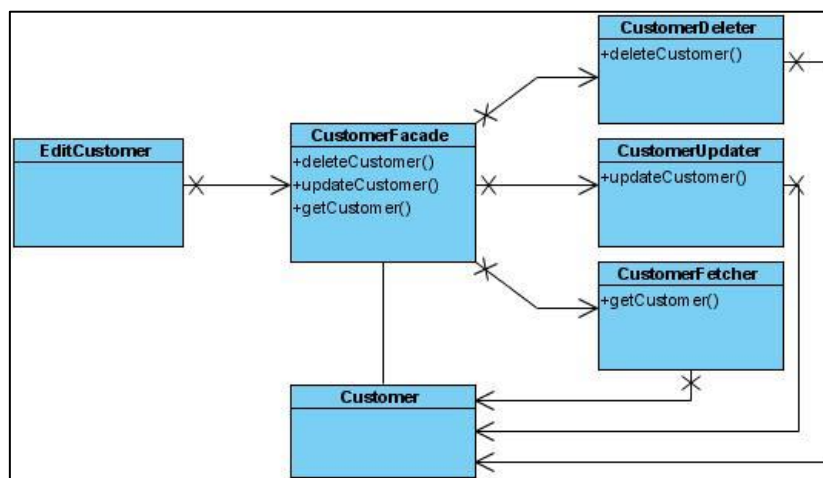 CustomerDeleter
+deleteCustomer()
EditCustomer
CustomerFacade
+deleteCustomer()
+updateCustomer()
+getCustomer()
CustomerUpdater
+updateCustomer()
CustomerFetcher
+getCustomer()
Customer